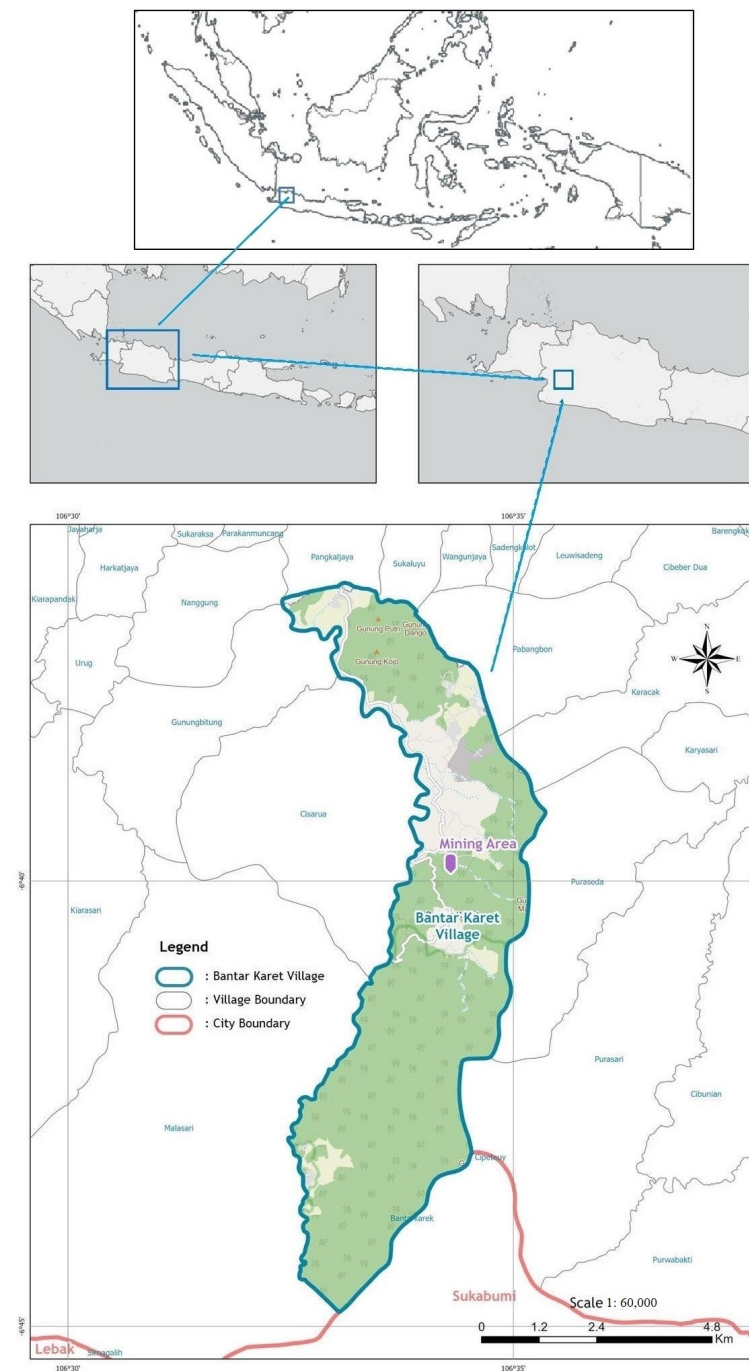 106°30'
106°35'
Jayaharja
Sukaraksa
Parakanmuncang
Pangkaljaya
Sukaluyu
Wangunjaya
Sadengkolot
Leuwisadeng
Barengkok
Harkatjaya
Cibeber Dua
Kiarapandak
Nanggung
Gunung Putri
Gunung
Dango
Pabangbon
N
W
E
S
Urug
Gunung Kojo
Karacak
Gunungbitung
Karyasari
Cisarua
Mining Area
-6°40'
Puraseda
Kiarasari
Bantar Karet
Village
Legend
: Bantar Karet Village
: Village Boundary
: City Boundary
Purasari
Cibunian
Malasari
Cipeteuy
Bantarkarek
Purwabakti
Sukabumi
Scale 1: 60,000
0
1.2
2.4
4.8
Km
-6°45'
Lebak
106°30'
106°35'